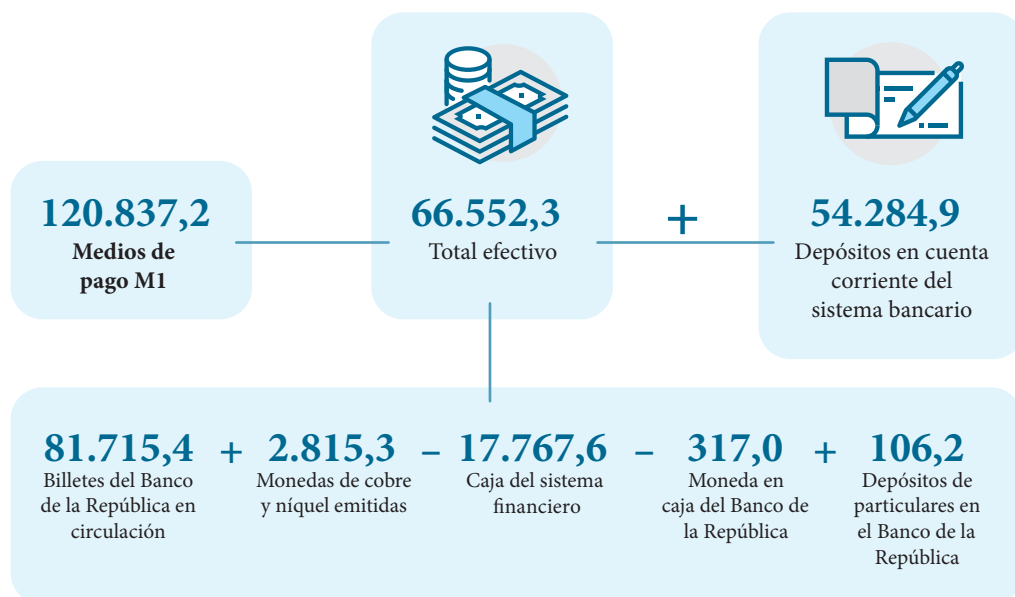 120.837,2
Medios de
pago M1
66.552,3
Total efectivo
+
54.284,9
Depósitos en cuenta
corriente del
sistema bancario
81.715,4
Billetes del Banco
de la República en
circulación
+
2.815,3
Monedas de cobre
y níquel emitidas
–
17.767,6
Caja del sistema
financiero
–
317,0
Moneda en
caja del Banco de
la República
+
106,2
Depósitos de
particulares en
el Banco de la
República